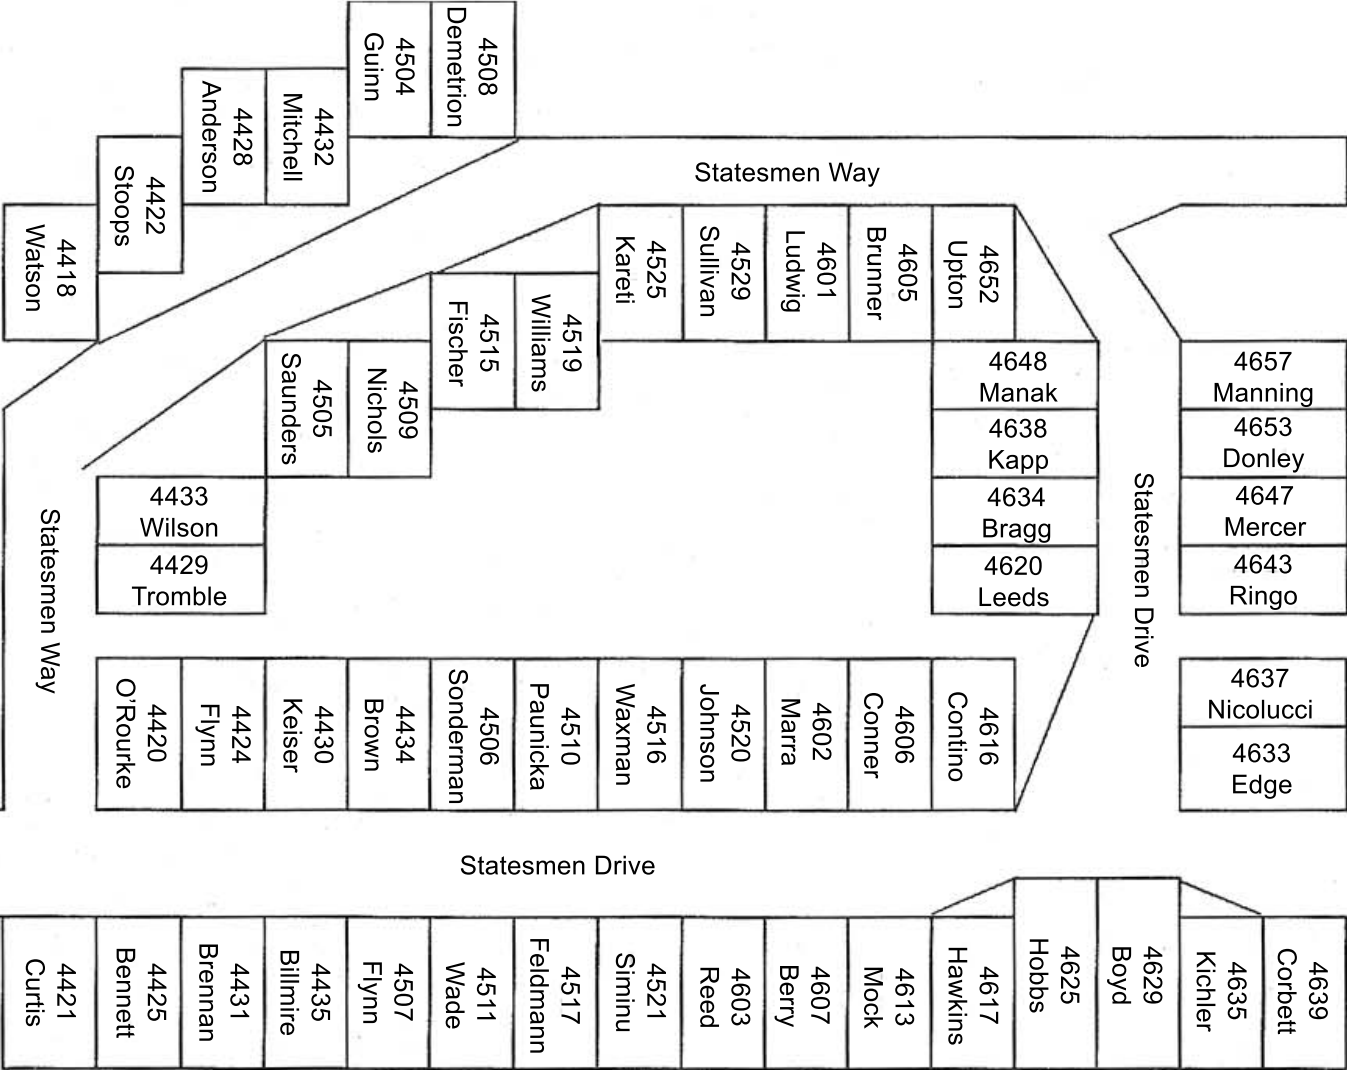 4508
Demetrion
4504
Guinn
4432
Mitchell
4428
Anderson
4422
Stoops
4418
Watson
Statesmen Way
4525
Kareti
4529
Sullivan
4601
Ludwig
4605
Brunner
4652
Upton
4519
Williams
4515
Fischer
4509
Nichols
4505
Saunders
4648
Manak
4638
Kapp
4634
Bragg
4620
Leeds
4657
Manning
4653
Donley
4647
Mercer
4643
Ringo
Statesmen Drive
4433
Wilson
4429
Tromble
Statesmen Way
4420
O'Rourke
4424
Flynn
4430
Keiser
4434
Brown
4506
Sonderman
4510
Paunicka
4516
Waxman
4520
Johnson
4602
Marra
4606
Conner
4616
Contino
4637
Nicolucci
4633
Edge
Statesmen Drive
4421
Curtis
4425
Bennett
4431
Brennan
4435
Billmire
4507
Flynn
4511
Wade
4517
Feldmann
4521
Siminu
4603
Reed
4607
Berry
4613
Mock
4617
Hawkins
4625
Hobbs
4629
Boyd
4635
Kichler
4639
Corbett